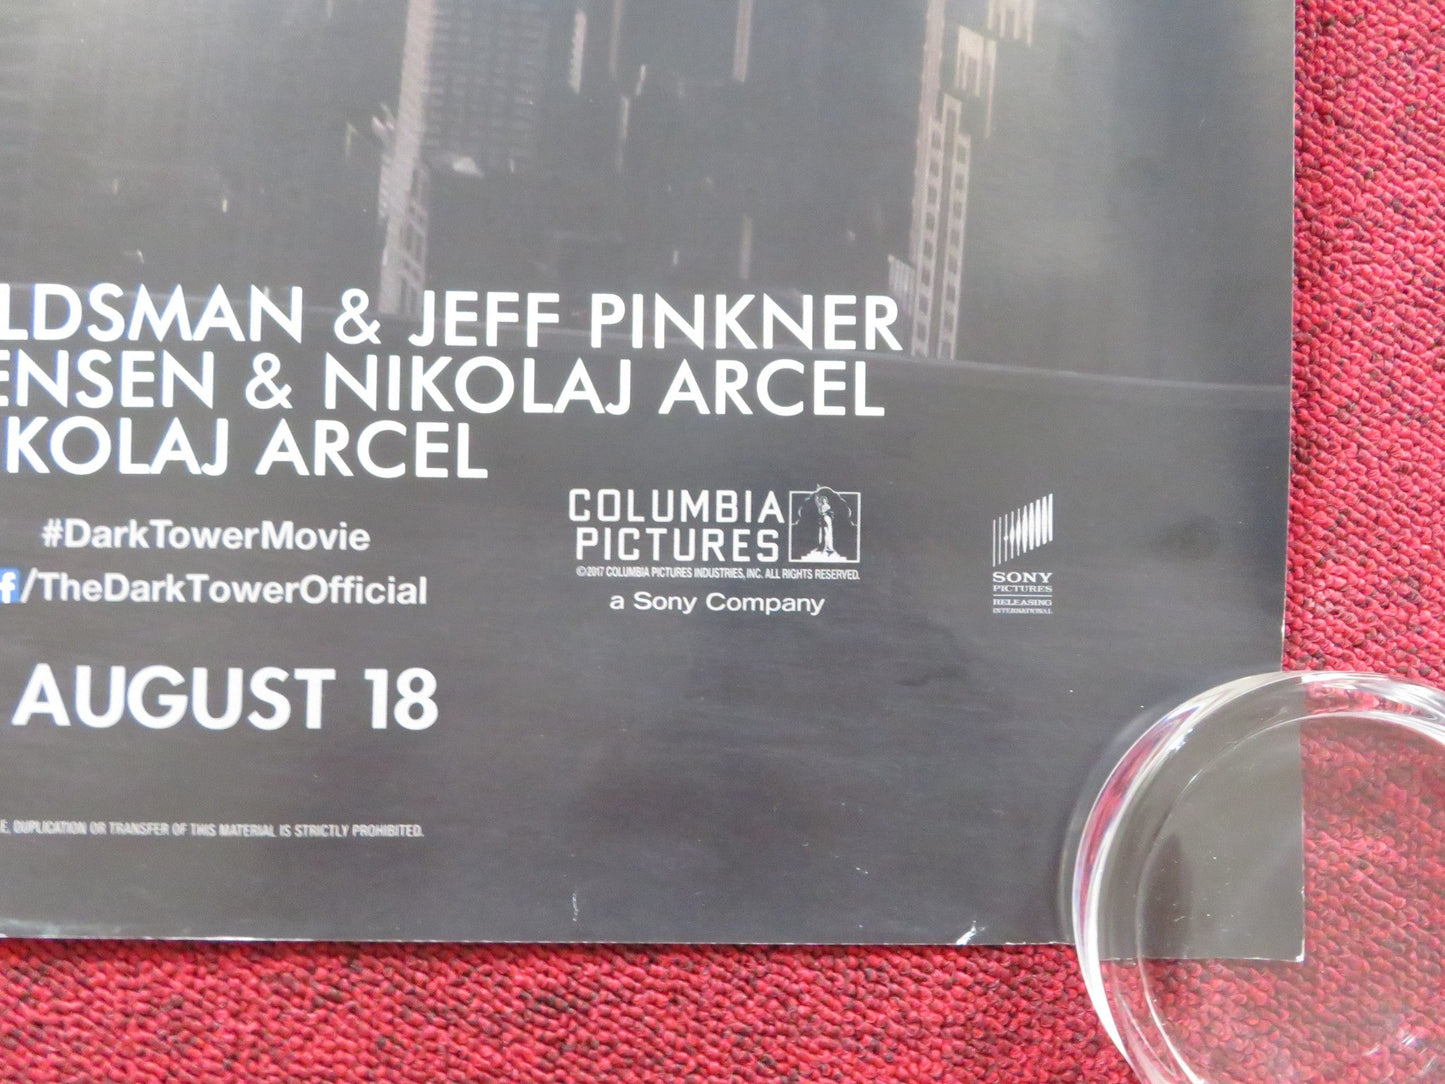 LDSMAN & JEFF PINKNER
ENSEN & NIKOLAJ ARCEL
KOLAJ ARCEL
#DarkTowerMovie
f/TheDarkTowerOfficial
COLUMBIA
PICTURES
©2017 COLUMBIA PICTURES INDUSTRIES, INC. ALL RIGHTS RESERVED.
a Sony Company
SONY
PICTURES
RELEASING
INTERNATIONAL
AUGUST 18
E, DUPLICATION OR TRANSFER OF THIS MATERIAL IS STRICTLY PROHIBITED.